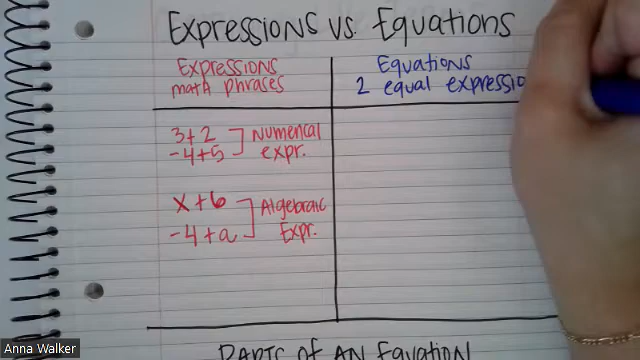 Expressions vs. Equations
Expressions
math phrases
Equations
2 equal expressio
3+2
-4+5
Numerical
expr.
x+6
-4+a
Algebraic
Expr.
PARTS OF AN EQUATION
Anna Walker